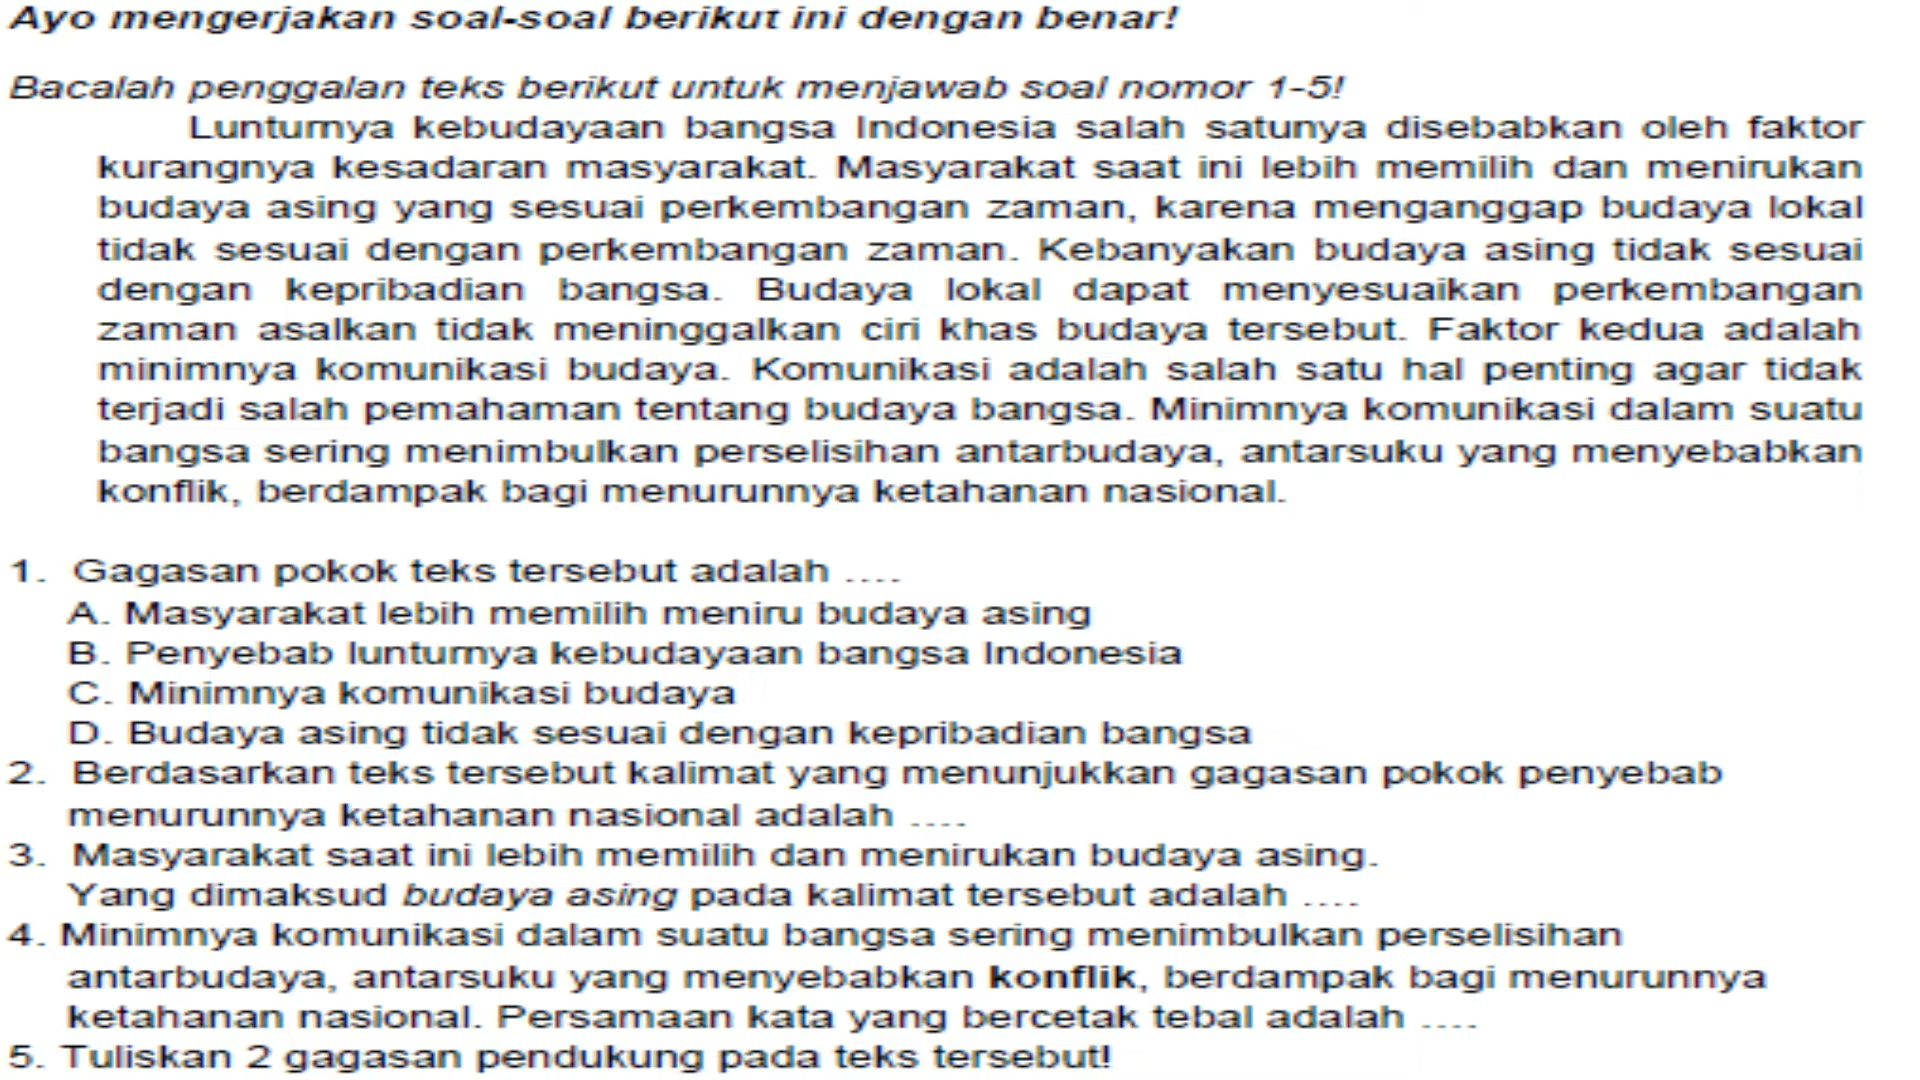 Ayo mengerjakan soal-soal berikut ini dengan benar!
Bacalah penggalan teks berikut untuk menjawab soal nomor 1-5!
Lunturnya kebudayaan bangsa Indonesia salah satunya disebabkan oleh faktor
kurangnya kesadaran masyarakat. Masyarakat saat ini lebih memilih dan menirukan
budaya asing yang sesuai perkembangan zaman, karena menganggap budaya lokal
tidak sesuai dengan perkembangan zaman. Kebanyakan budaya asing tidak sesuai
dengan kepribadian bangsa. Budaya lokal dapat menyesuaikan perkembangan
zaman asalkan tidak meninggalkan ciri khas budaya tersebut. Faktor kedua adalah
minimnya komunikasi budaya. Komunikasi adalah salah satu hal penting agar tidak
terjadi salah pemahaman tentang budaya bangsa. Minimnya komunikasi dalam suatu
bangsa sering menimbulkan perselisihan antarbudaya, antarsuku yang menyebabkan
konflik, berdampak bagi menurunnya ketahanan nasional.
1. Gagasan pokok teks tersebut adalah ....
A. Masyarakat lebih memilih meniru budaya asing
B. Penyebab lunturnya kebudayaan bangsa Indonesia
C. Minimnya komunikasi budaya
D. Budaya asing tidak sesuai dengan kepribadian bangsa
2. Berdasarkan teks tersebut kalimat yang menunjukkan gagasan pokok penyebab
menurunnya ketahanan nasional adalah ....
3. Masyarakat saat ini lebih memilih dan menirukan budaya asing.
Yang dimaksud budaya asing pada kalimat tersebut adalah ....
4. Minimnya komunikasi dalam suatu bangsa sering menimbulkan perselisihan
antarbudaya, antarsuku yang menyebabkan konflik, berdampak bagi menurunnya
ketahanan nasional. Persamaan kata yang bercetak tebal adalah ....
5. Tuliskan 2 gagasan pendukung pada teks tersebut!